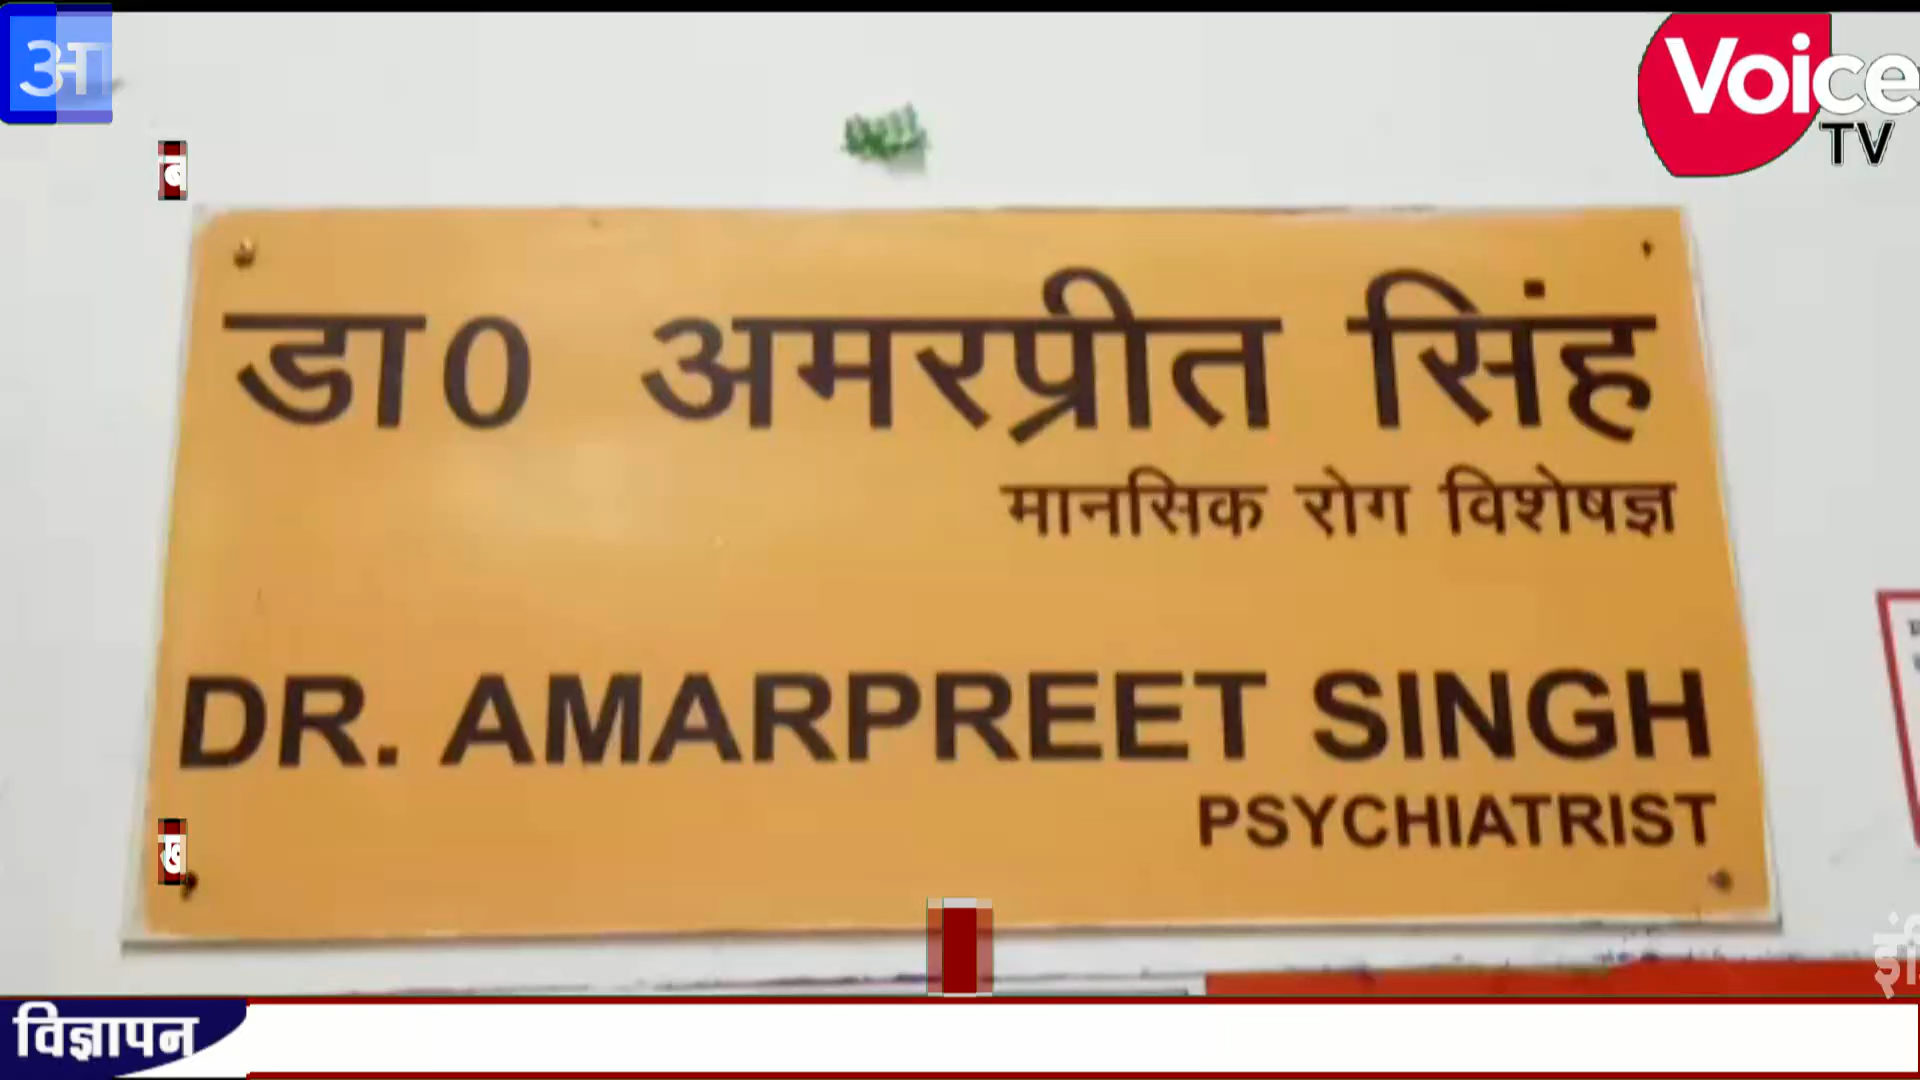 आ
Voice
TV
डा0 अमरप्रीत सिंह
मानसिक रोग विशेषज्ञ
DR. AMARPREET SINGH
PSYCHIATRIST
विज्ञापन